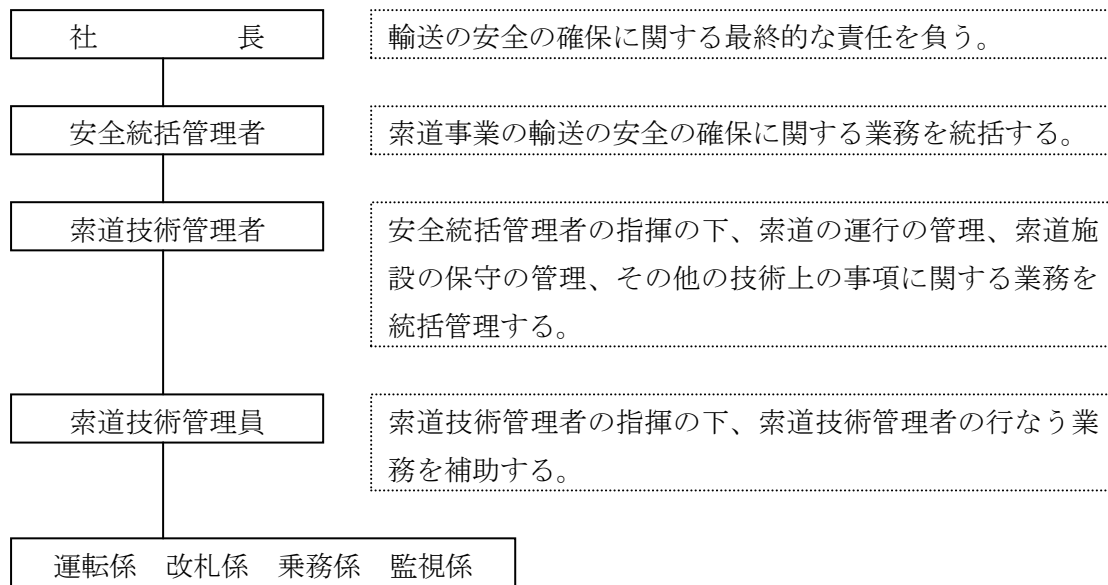 社　　　　　長
輸送の安全の確保に関する最終的な責任を負う。
安全統括管理者
索道事業の輸送の安全の確保に関する業務を統括する。
索道技術管理者
安全統括管理者の指揮の下、索道の運行の管理、索道施
設の保守の管理、その他の技術上の事項に関する業務を
統括管理する。
索道技術管理員
索道技術管理者の指揮の下、索道技術管理者の行なう業
務を補助する。
運転係　改札係　乗務係　監視係